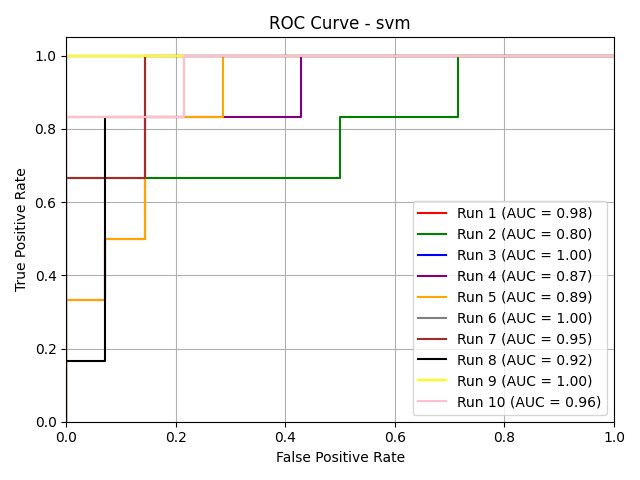 ROC Curve - svm
True Positive Rate
1.0
0.8
0.6
0.4
0.2
0.0
Run 1 (AUC = 0.98)
Run 2 (AUC = 0.80)
Run 3 (AUC = 1.00)
Run 4 (AUC = 0.87)
Run 5 (AUC = 0.89)
Run 6 (AUC = 1.00)
Run 7 (AUC = 0.95)
Run 8 (AUC = 0.92)
Run 9 (AUC = 1.00)
Run 10 (AUC = 0.96)
0.0 0.2 0.4 0.6 0.8 1.0
False Positive Rate